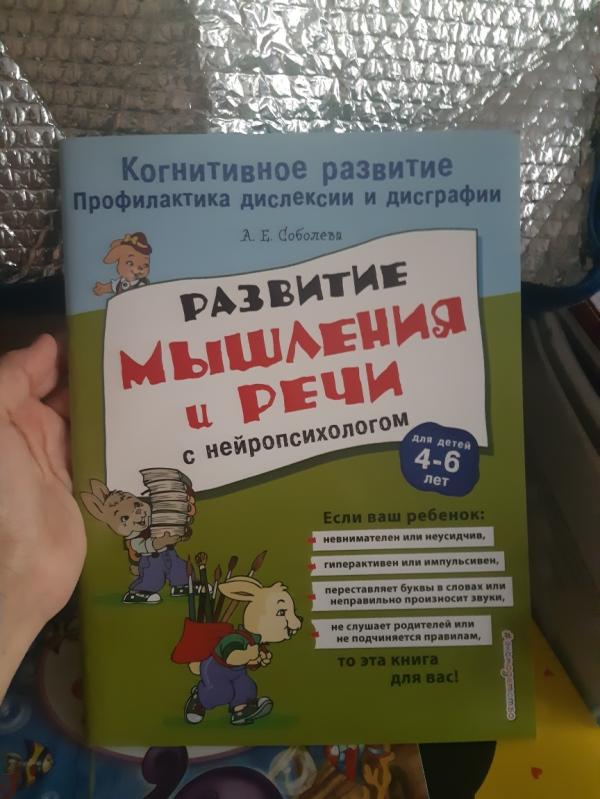 Когнитивное развитие
Профилактика дислексии и дисграфии
А. Е. Соболева
РАЗВИТИЕ
МЫШЛЕНИЯ
и РЕЧИ
с нейропсихологом
для детей
4-6
лет
Если ваш ребенок:
невнимателен или неусидчив,
гиперактивен или импульсивен,
переставляет буквы в словах или
неправильно произносит звуки,
не слушает родителей или
не подчиняется правилам,
то эта книга
для вас!
#эксмодетство